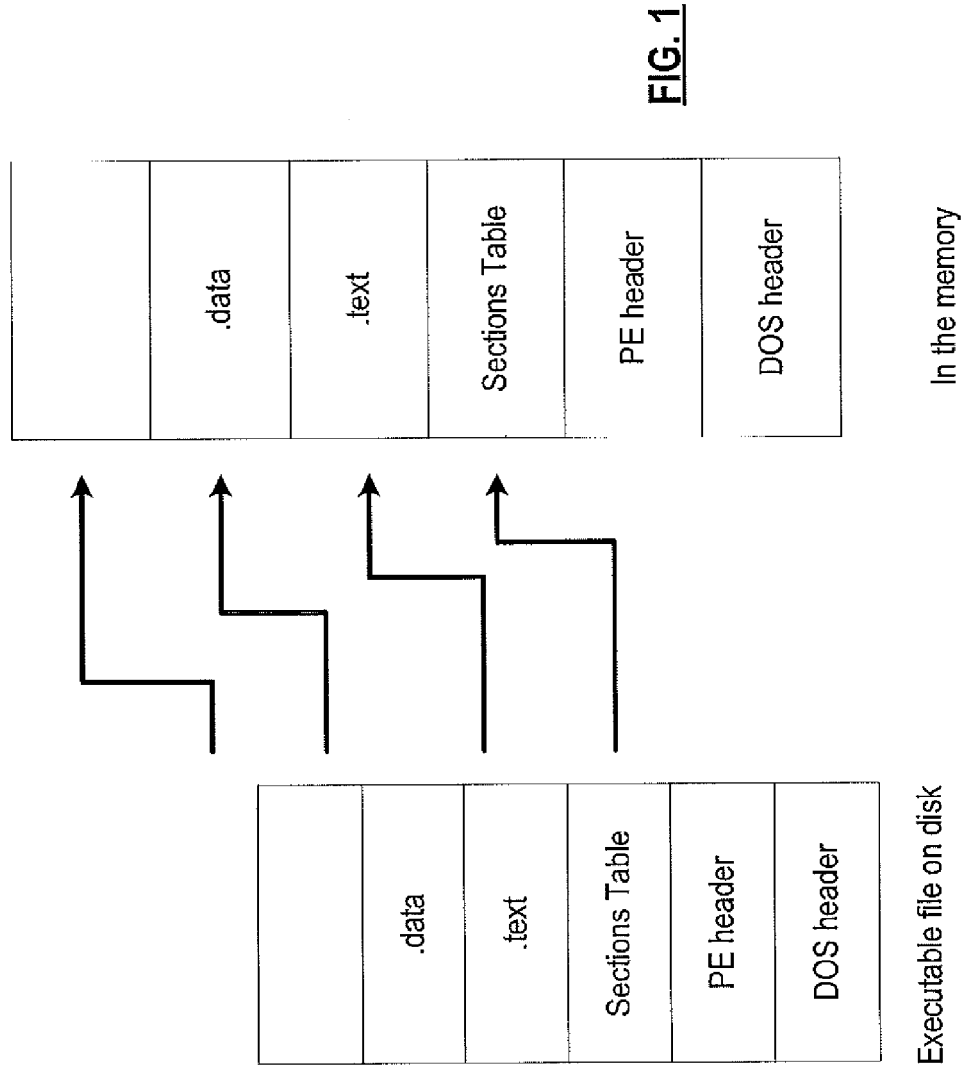 .data
.text
Sections Table
PE header
DOS header
Executable file on disk
.data
.text
Sections Table
PE header
DOS header
In the memory
FIG. 1